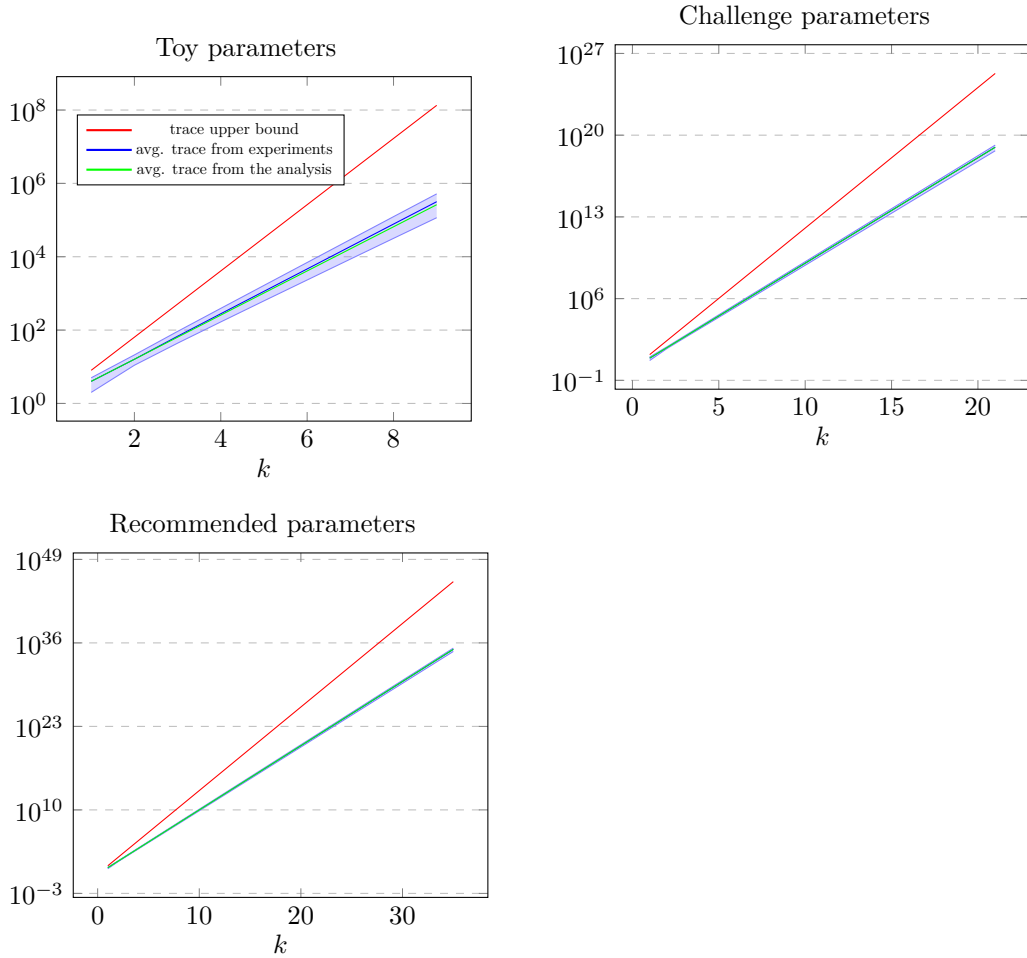 Toy parameters
10^8
10^6
10^4
10^2
10^0
trace upper bound
avg. trace from experiments
avg. trace from the analysis
2 4 6 8
k
Challenge parameters
10^27
10^20
10^13
10^6
10^−1
0 5 10 15 20
k
Recommended parameters
10^49
10^36
10^23
10^10
10^−3
0 10 20 30
k